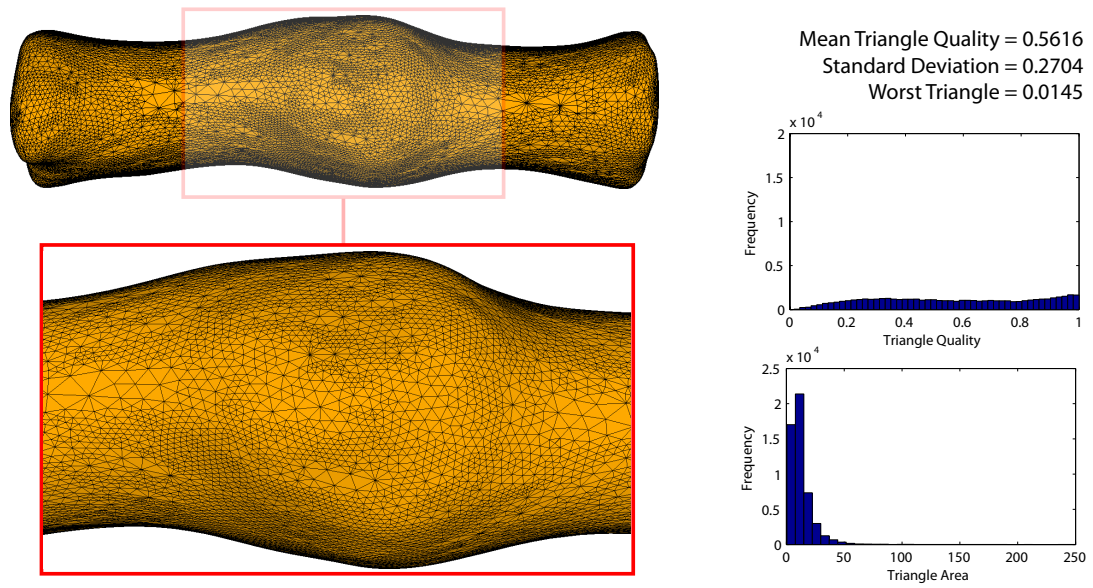 Mean Triangle Quality = 0.5616
Standard Deviation = 0.2704
Worst Triangle = 0.0145
x 10^4
2
1.5
1
0.5
0
Frequency
0 0.2 0.4 0.6 0.8 1
Triangle Quality
x 10^4
2.5
2
1.5
1
0.5
0
Frequency
0 50 100 150 200 250
Triangle Area